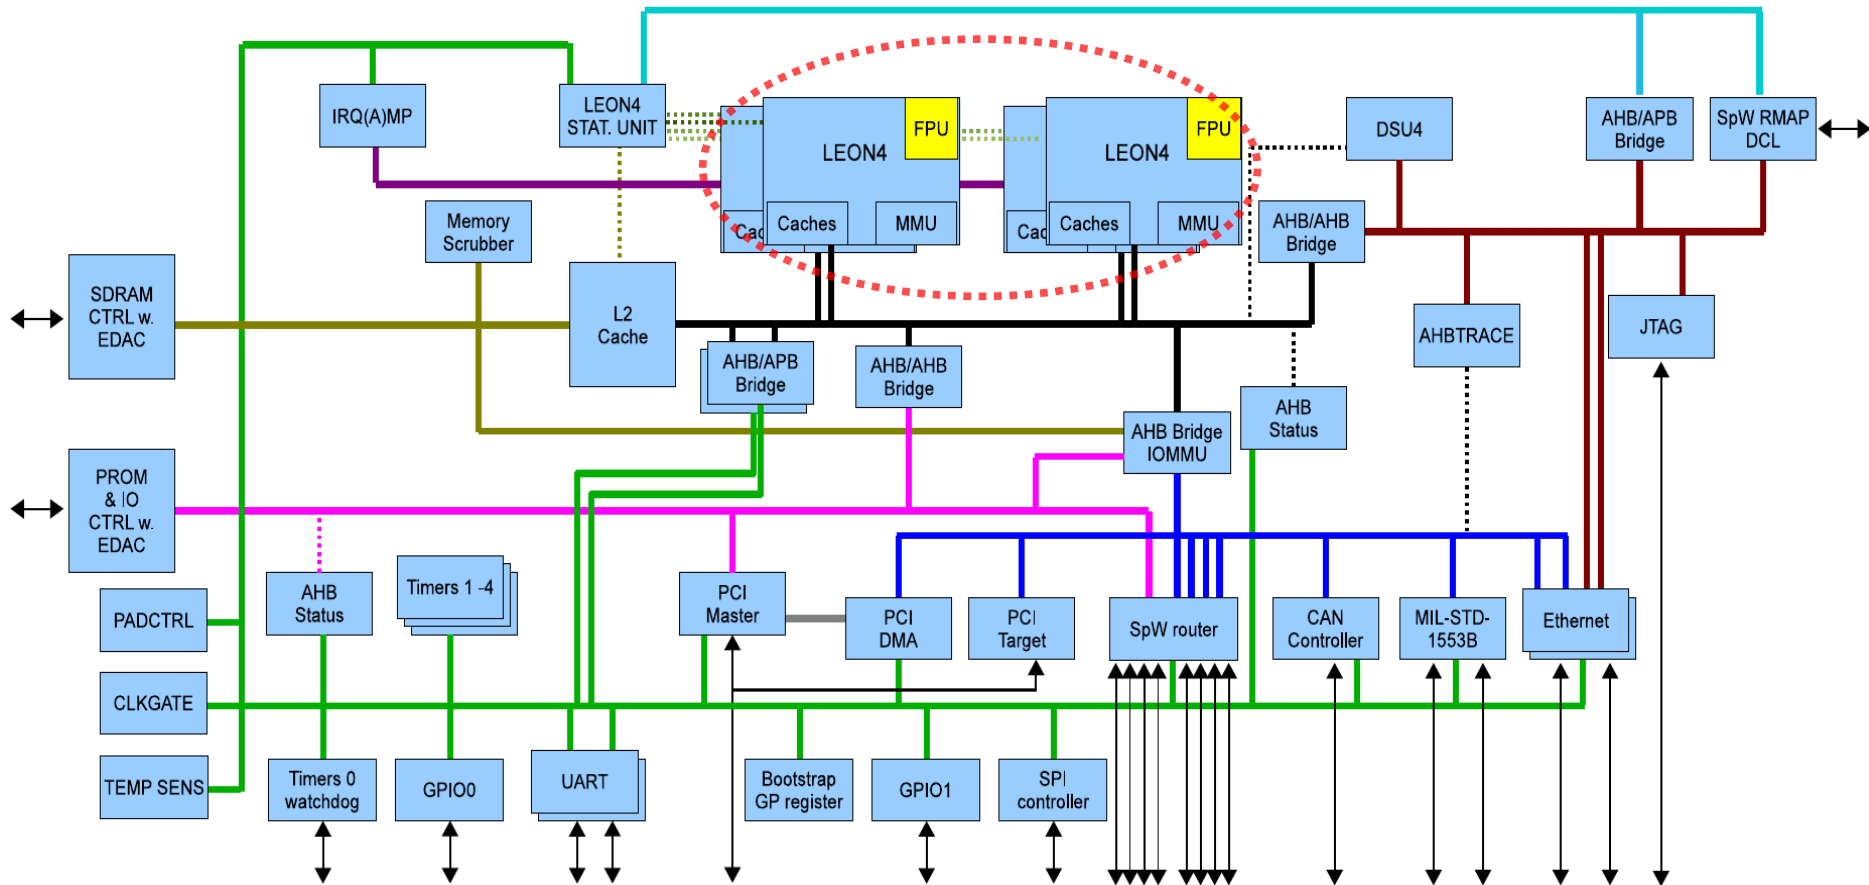 IRQ(A)MP
LEON4
STAT. UNIT
LEON4
FPU
Caches
MMU
Cac
LEON4
FPU
Caches
MMU
Cac
DSU4
AHB/APB
Bridge
SpW RMAP
DCL
Memory
Scrubber
AHB/AHB
Bridge
SDRAM
CTRL w.
EDAC
L2
Cache
AHB/APB
Bridge
AHB/AHB
Bridge
AHBTRACE
JTAG
AHB Bridge
IOMMU
AHB
Status
PROM
& IO
CTRL w.
EDAC
AHB
Status
Timers 1 -4
PCI
Master
PCI
DMA
PCI
Target
SpW router
CAN
Controller
MIL-STD-
1553B
Ethernet
PADCTRL
CLKGATE
TEMP SENS
Timers 0
watchdog
GPIO0
UART
Bootstrap
GP register
GPIO1
SPI
controller